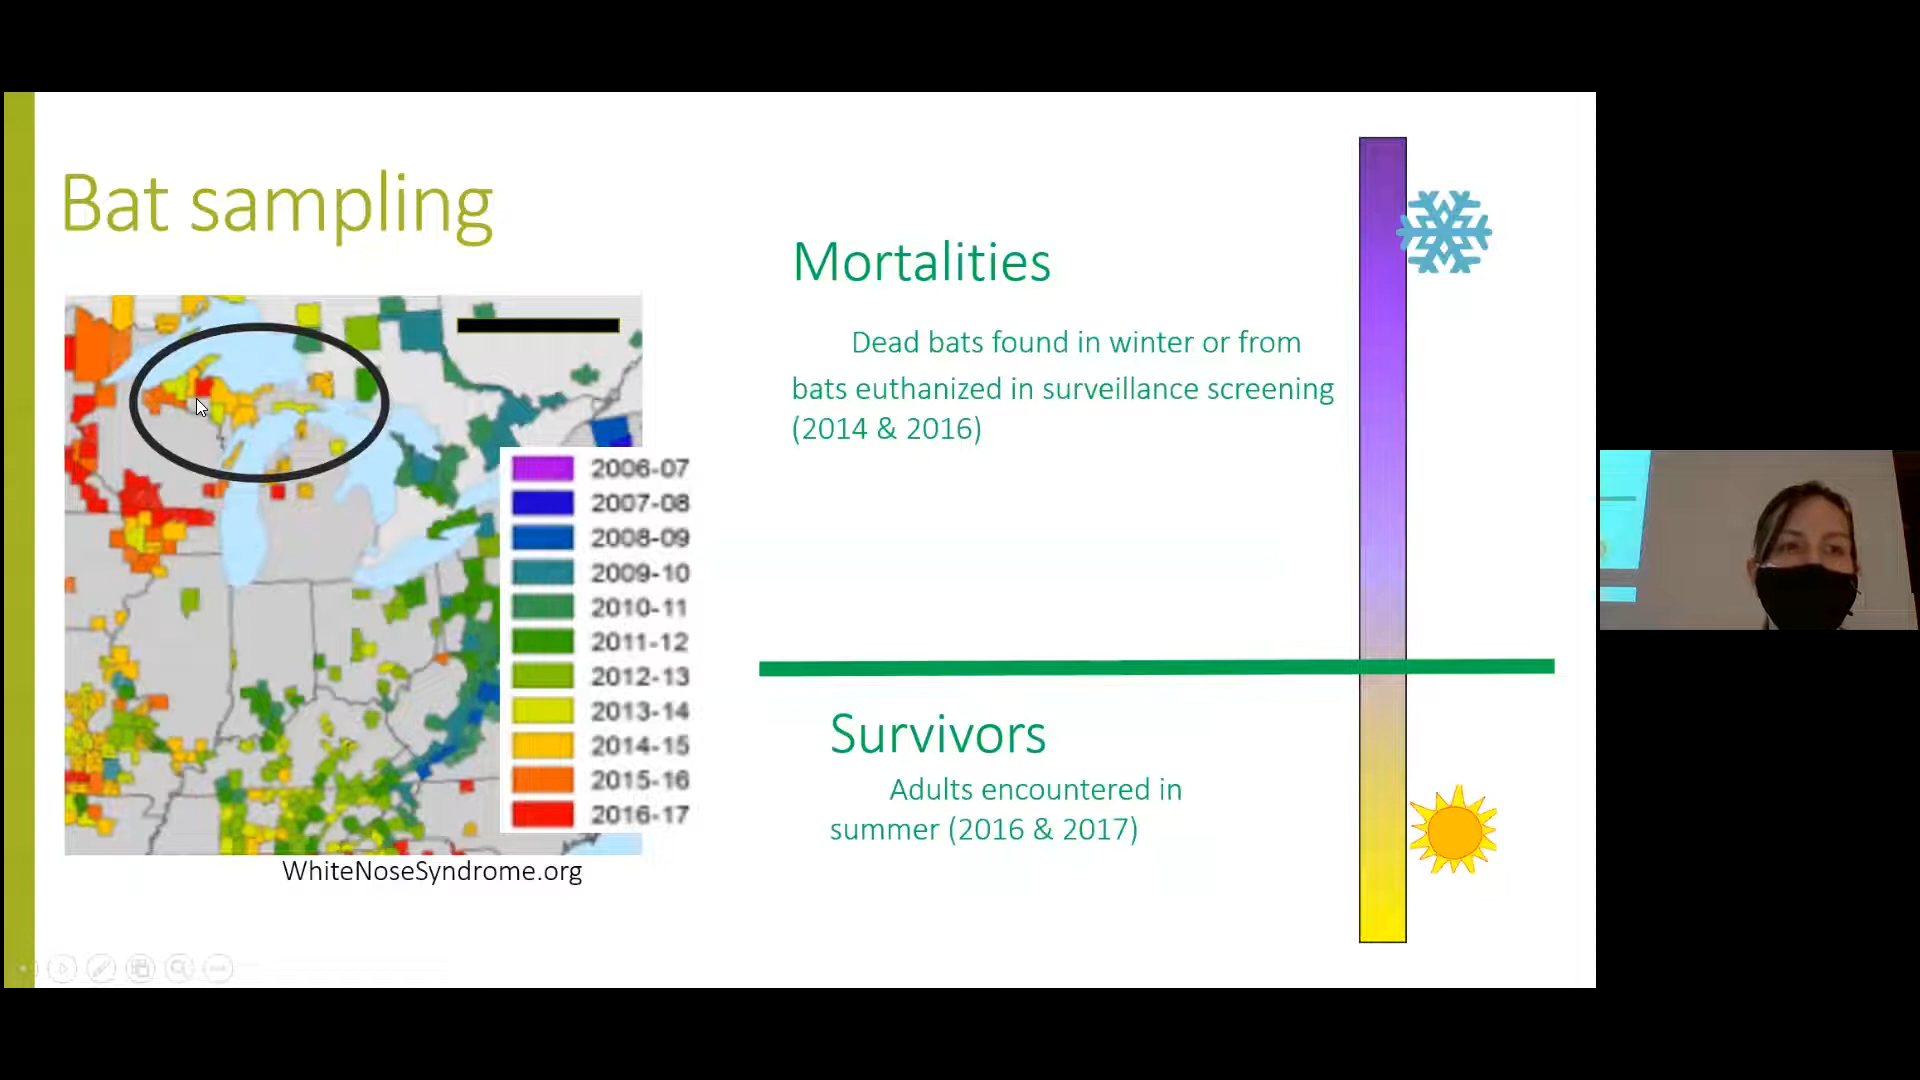 Bat sampling
Mortalities
Dead bats found in winter or from
bats euthanized in surveillance screening
(2014 & 2016)
2006-07
2007-08
2008-09
2009-10
2010-11
2011-12
2012-13
2013-14
2014-15
2015-16
2016-17
WhiteNoseSyndrome.org
Survivors
Adults encountered in
summer (2016 & 2017)